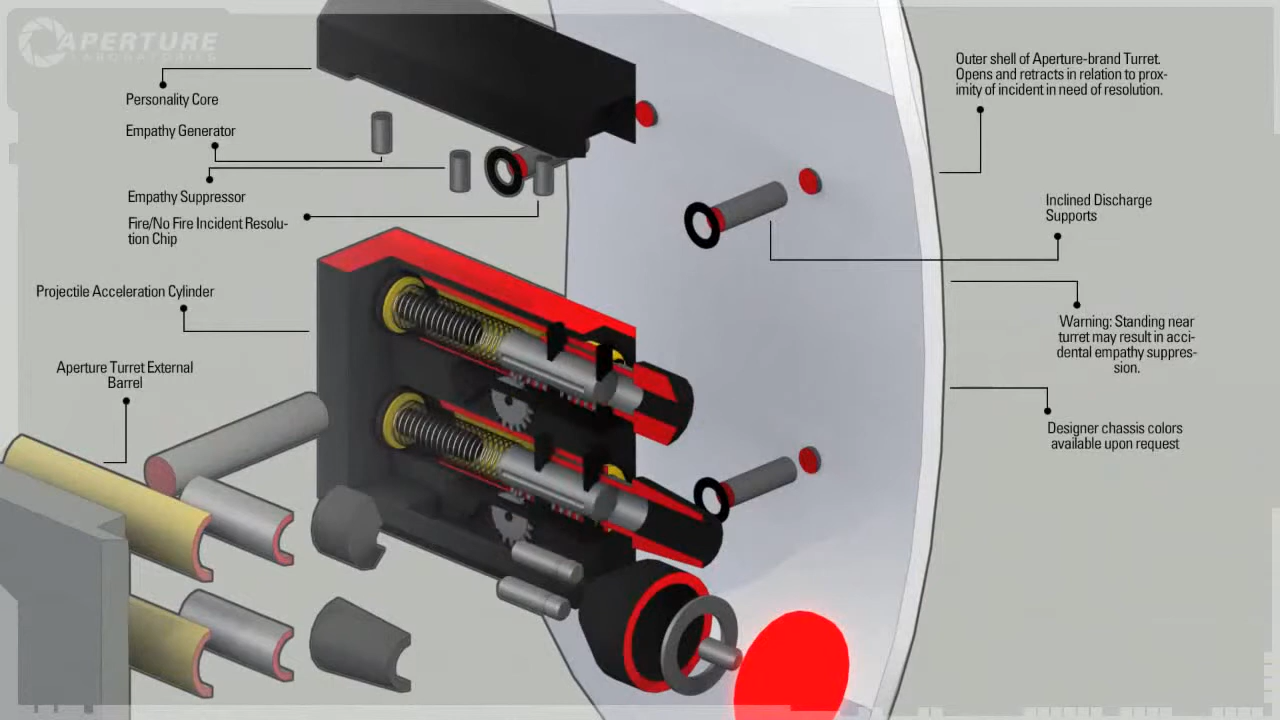 APERTURE
LABORATORIES
Personality Core
Empathy Generator
Empathy Suppressor
Fire/No Fire Incident Resolu-
tion Chip
Projectile Acceleration Cylinder
Aperture Turret External
Barrel
Outer shell of Aperture-brand Turret.
Opens and retracts in relation to prox-
imity of incident in need of resolution.
Inclined Discharge
Supports
Warning: Standing near
turret may result in acci-
dental empathy suppres-
sion.
Designer chassis colors
available upon request